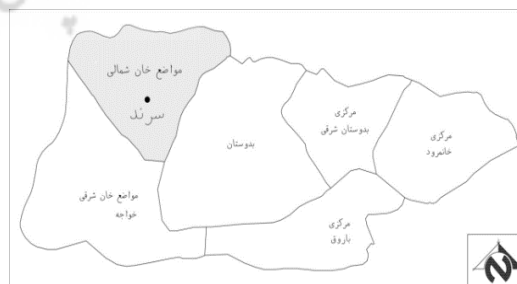 مواضع خان شمالی
سرند
مرکزی
بدوستان شرقی
مرکزی
خانمرود
بدوستان
مواضع خان شرقی
خواجه
مرکزی
باروق
N